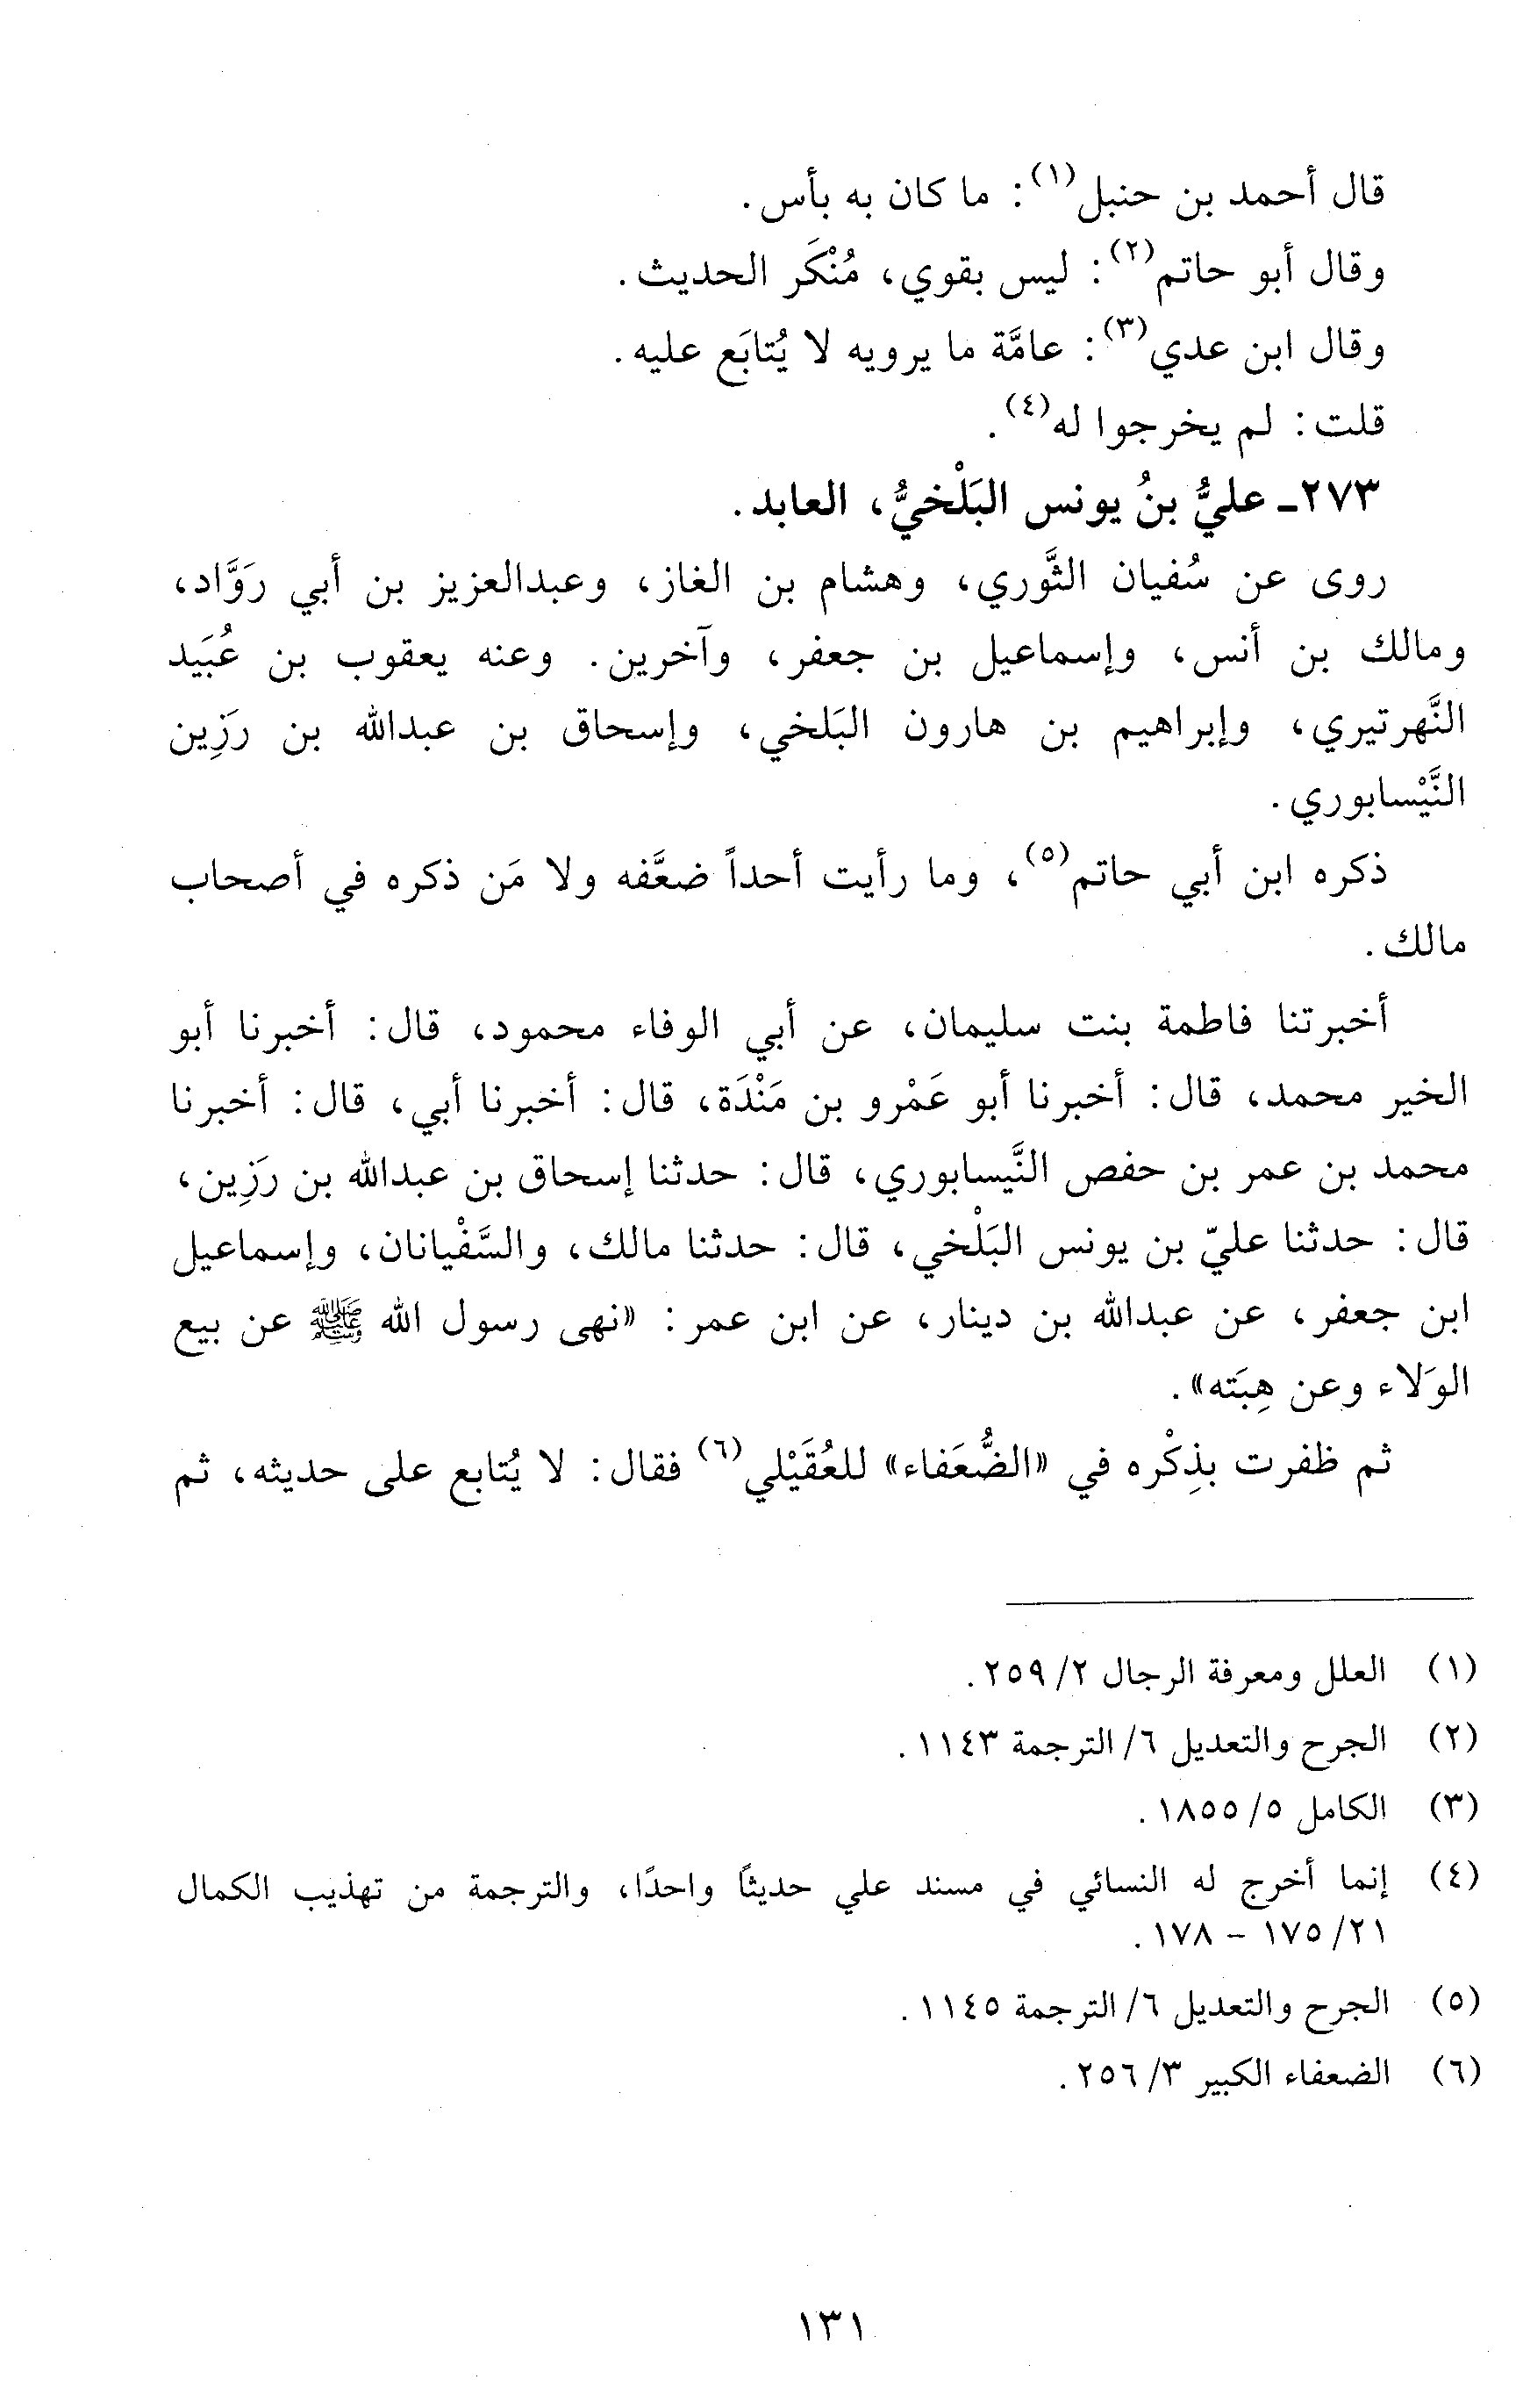 قال أحمد بن حنبل(١): ما كان به بأس.
وقال أبو حاتم(٢): ليس بقوي، مُنْكَر الحديث.
وقال ابن عدي(٣): عامَّة ما يرويه لا يُتابَع عليه.
قلت: لم يخرجوا له(٤).
٢٧٣ـ عليُّ بنُ يونس البَلْخيُّ، العابد.
روى عن سُفيان الثَّوري، وهشام بن الغاز، وعبدالعزيز بن أبي رَوَّاد،
ومالك بن أنس، وإسماعيل بن جعفر، وآخرين. وعنه يعقوب بن عُبَيد
النَّهرتيري، وإبراهيم بن هارون البَلخي، وإسحاق بن عبدالله بن رَزِين
النَّيْسابوري.
ذكره ابن أبي حاتم(٥)، وما رأيت أحداً ضعَّفه ولا مَن ذكره في أصحاب
مالك.
أخبرتنا فاطمة بنت سليمان، عن أبي الوفاء محمود، قال: أخبرنا أبو
الخير محمد، قال: أخبرنا أبو عَمْرو بن مَنْدَة، قال: أخبرنا أبي، قال: أخبرنا
محمد بن عمر بن حفص النَّيسابوري، قال: حدثنا إسحاق بن عبدالله بن رَزِين،
قال: حدثنا عليّ بن يونس البَلْخي، قال: حدثنا مالك، والسَّفْيانان، وإسماعيل
ابن جعفر، عن عبدالله بن دينار، عن ابن عمر: «نهى رسول الله ﷺ عن بيع
الوَلاء وعن هِبَته».
ثم ظفرت بذِكْره في «الضُّعَفاء» للعُقَيْلي(٦) فقال: لا يُتابع على حديثه، ثم
(١) العلل ومعرفة الرجال ٢/ ٢٥٩.
(٢) الجرح والتعديل ٦/ الترجمة ١١٤٣.
(٣) الكامل ٥/ ١٨٥٥.
(٤) إنما أخرج له النسائي في مسند علي حديثًا واحدًا، والترجمة من تهذيب الكمال
٢١/ ١٧٥ - ١٧٨.
(٥) الجرح والتعديل ٦/ الترجمة ١١٤٥.
(٦) الضعفاء الكبير ٣/ ٢٥٦.
١٣١